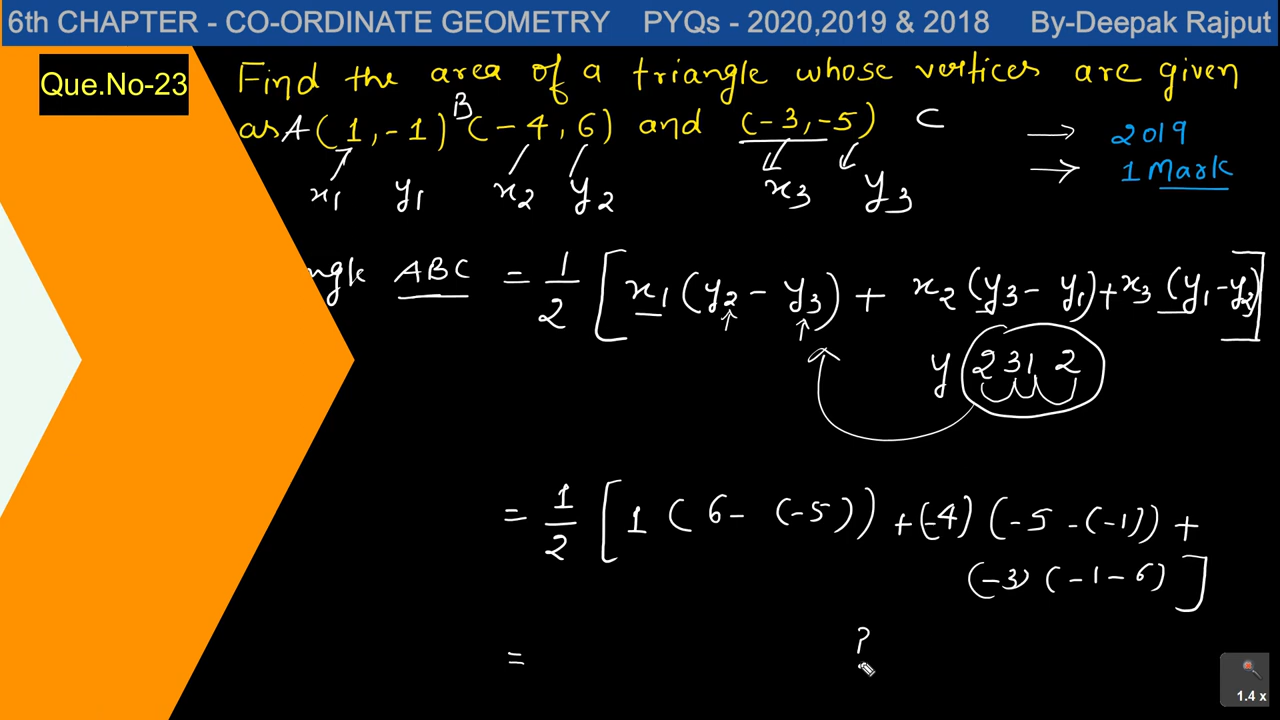 6th CHAPTER - CO-ORDINATE GEOMETRY PYQs - 2020,2019 & 2018 By-Deepak Rajput
Que.No-23
Find the area of a triangle whose vertices are given
as A (1, -1) B (-4, 6) and (-3, -5) C
→ 2019
→ 1 Mark
x₁ y₁ x₂ y₂ x₃ y₃
ngle ABC = 1/2 [x₁ (y₂ - y₃) + x₂ (y₃ - y₁) + x₃ (y₁ - y₂)]
y 2 3 1 2
= 1/2 [1 (6 - (-5)) + (-4) (-5 - (-1)) +
(-3) (-1 - 6)]
= ?
1.4 x